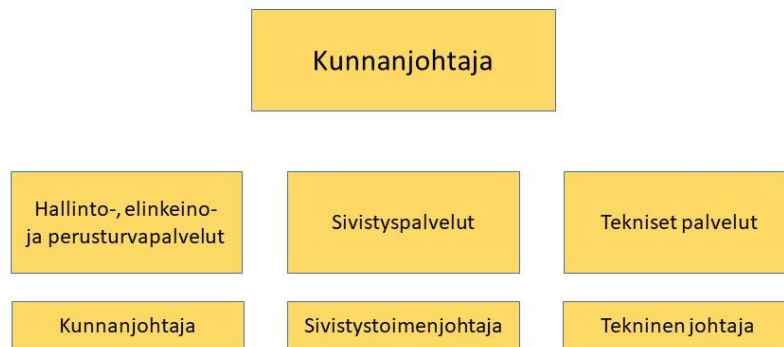 Kunnanjohtaja
Hallinto-, elinkeino-
ja perusturvapalvelut
Sivistyspalvelut
Tekniset palvelut
Kunnanjohtaja
Sivistystoimenjohtaja
Tekninen johtaja